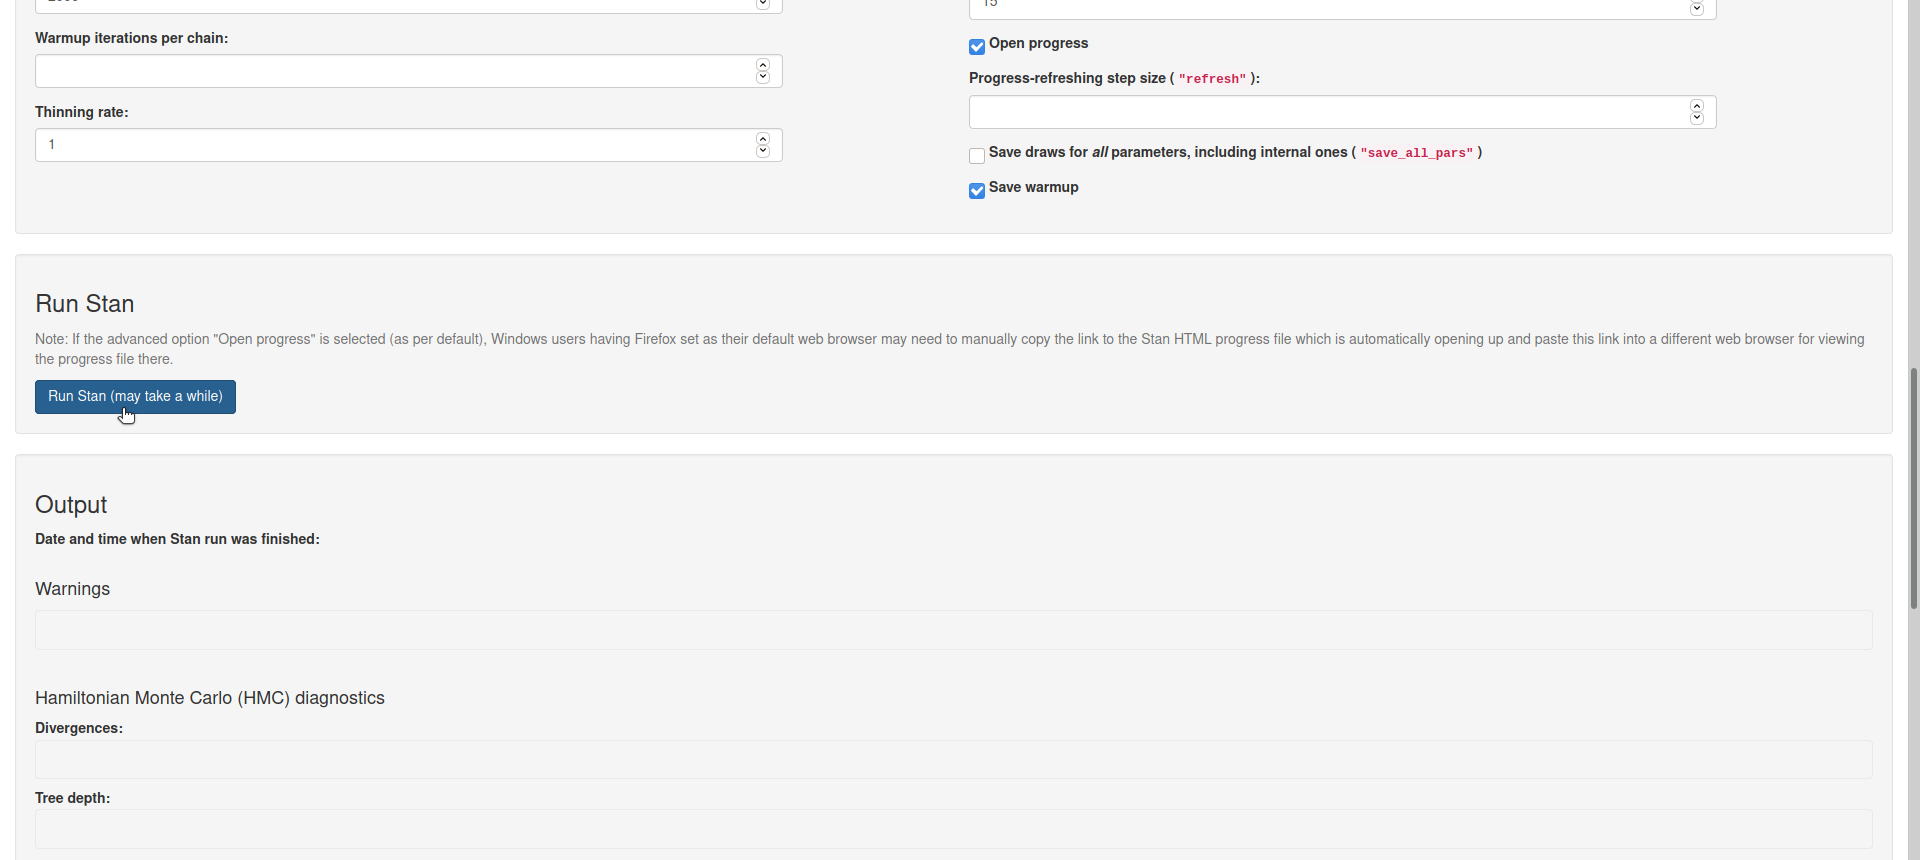 15
Warmup iterations per chain:
Open progress
Progress-refreshing step size ( "refresh" ):
Thinning rate:
1
Save draws for all parameters, including internal ones ( "save_all_pars" )
Save warmup
Run Stan
Note: If the advanced option "Open progress" is selected (as per default), Windows users having Firefox set as their default web browser may need to manually copy the link to the Stan HTML progress file which is automatically opening up and paste this link into a different web browser for viewing
the progress file there.
Run Stan (may take a while)
Output
Date and time when Stan run was finished:
Warnings
Hamiltonian Monte Carlo (HMC) diagnostics
Divergences:
Tree depth: